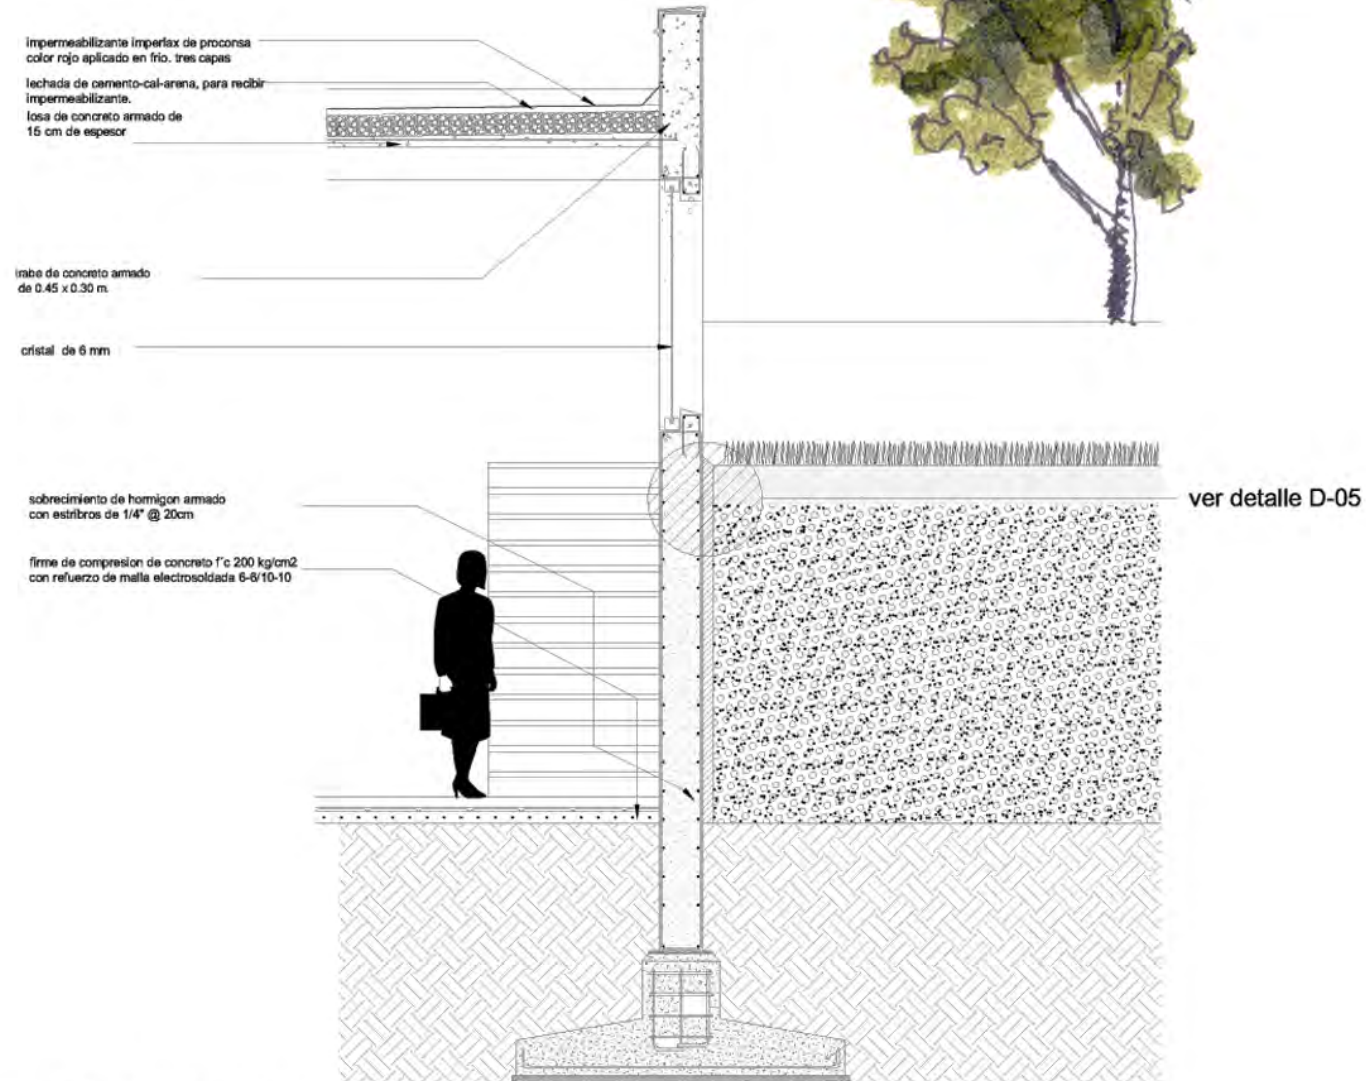 impermeabilizante imperlax de proconsa
color rojo aplicado en frio. tres capas
lechada de cemento-cal-arena, para recibir
impermeabilizante.
losa de concreto armado de
15 cm de espesor
trabe de concreto armado
de 0.45 x 0.30 m.
cristal de 6 mm
sobrecimiento de hormigon armado
con estribros de 1/4" @ 20cm
ver detalle D-05
firme de compresion de concreto f´c 200 kg/cm2
con refuerzo de malla electrosoldada 6-6/10-10